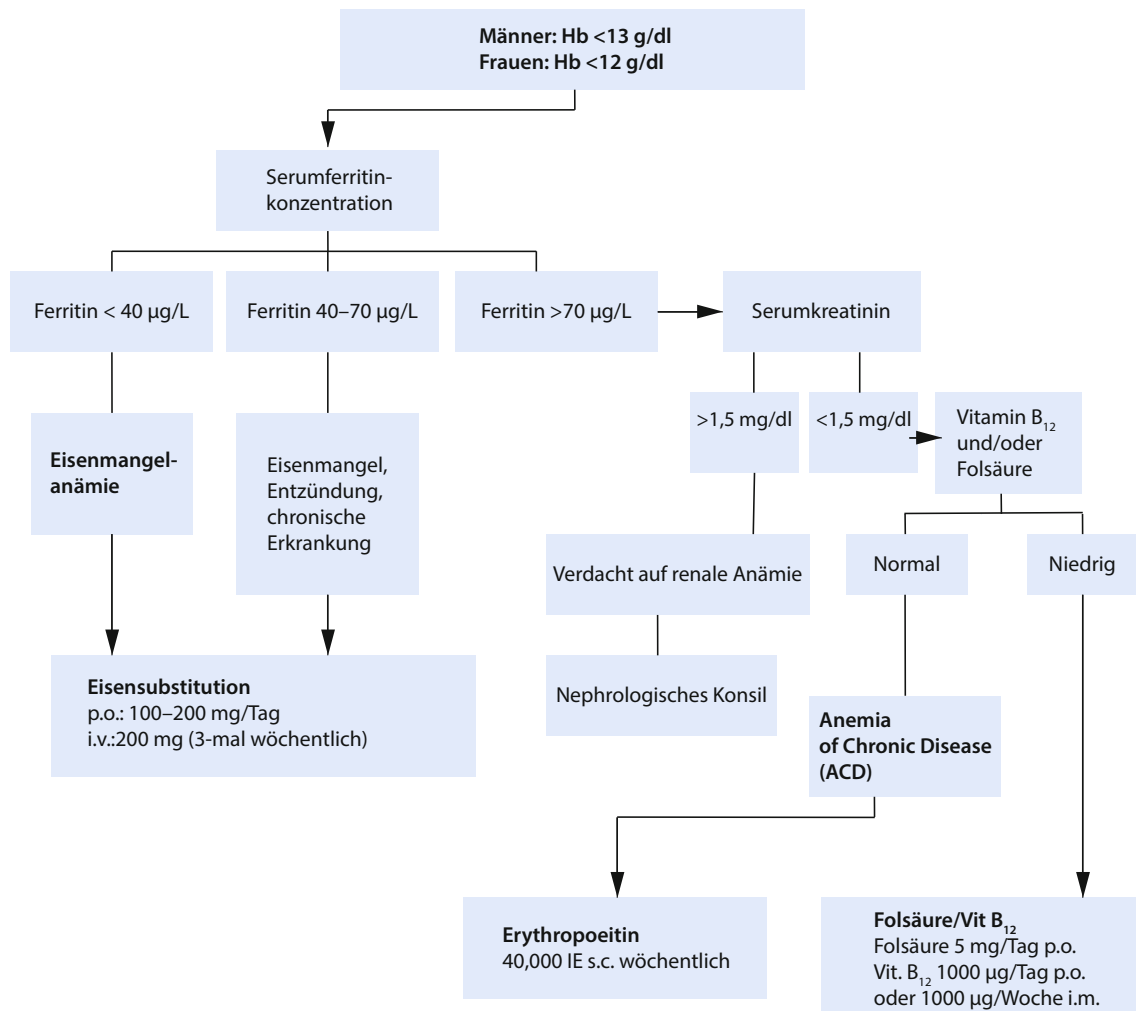 Männer: Hb <13 g/dl
Frauen: Hb <12 g/dl
Serumferritin-
konzentration
Ferritin < 40 µg/L
Ferritin 40–70 µg/L
Ferritin >70 µg/L
Serumkreatinin
>1,5 mg/dl
<1,5 mg/dl
Vitamin B₁₂
und/oder
Folsäure
Eisenmangel-
anämie
Eisenmangel,
Entzündung,
chronische
Erkrankung
Verdacht auf renale Anämie
Normal
Niedrig
Eisensubstitution
p.o.: 100–200 mg/Tag
i.v.:200 mg (3-mal wöchentlich)
Nephrologisches Konsil
Anemia
of Chronic Disease
(ACD)
Erythropoeitin
40,000 IE s.c. wöchentlich
Folsäure/Vit B₁₂
Folsäure 5 mg/Tag p.o.
Vit. B₁₂ 1000 µg/Tag p.o.
oder 1000 µg/Woche i.m.